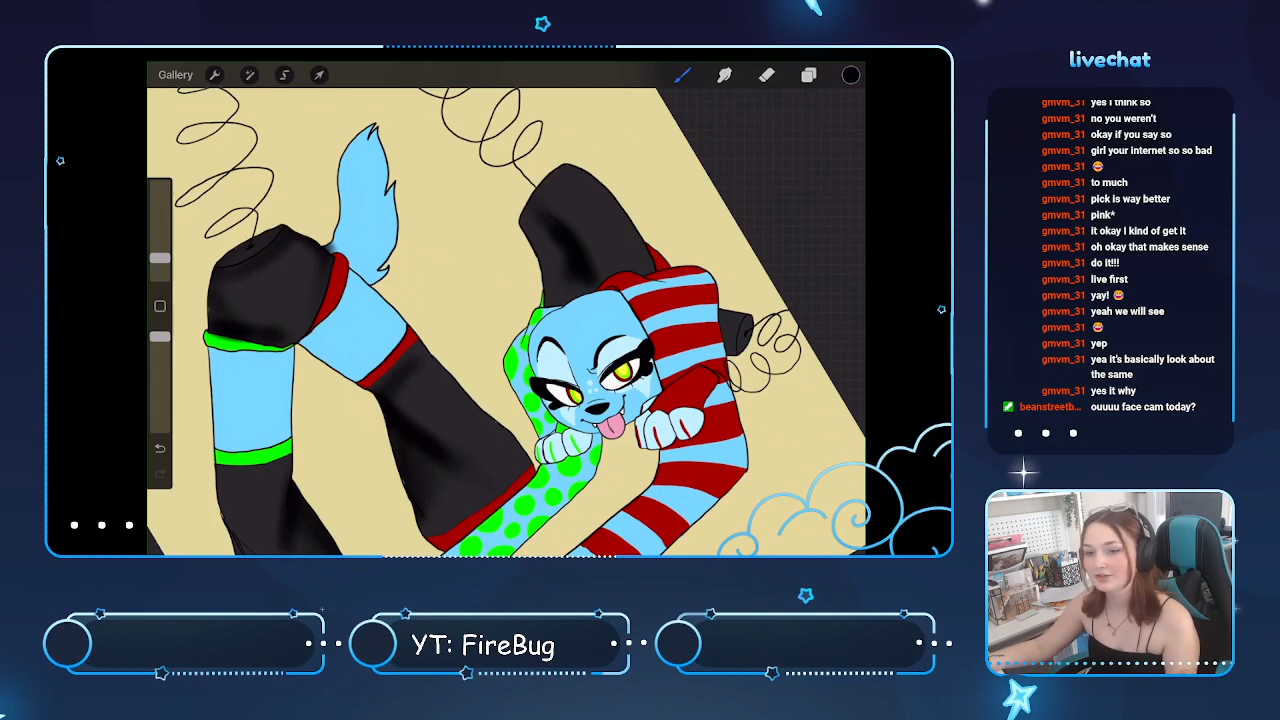 Gallery
livechat
gmvm_31 yes I think so
gmvm_31 no you weren't
gmvm_31 okay if you say so
gmvm_31 girl your internet so so bad
gmvm_31 😂
gmvm_31 to much
gmvm_31 pick is way better
gmvm_31 pink*
gmvm_31 It okay I kind of get it
gmvm_31 oh okay that makes sense
gmvm_31 do it!!!
gmvm_31 live first
gmvm_31 yay! 😂
gmvm_31 yeah we will see
gmvm_31 😂
gmvm_31 yep
gmvm_31 yea it's basically look about
the same
gmvm_31 yes it why
beanstreetb... ouuuu face cam today?
YT: FireBug